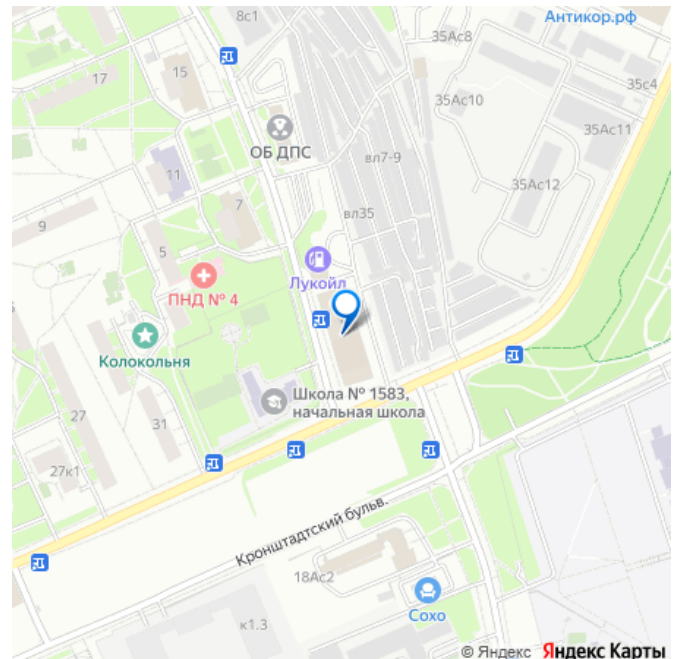 8с1
Антикор.рф
35Ас8
15
17
35с4
35Ас10
ОБ ДПС
35Ас11
вл7-9
11
35Ас12
7
вл35
9
5
Лукойл
ПНД № 4
Колокольня
Школа № 1583,
начальная школа
27
31
27к1
Кронштадтский бульв.
18Ас2
Сохо
к1.3
© Яндекс Яндекс Карты